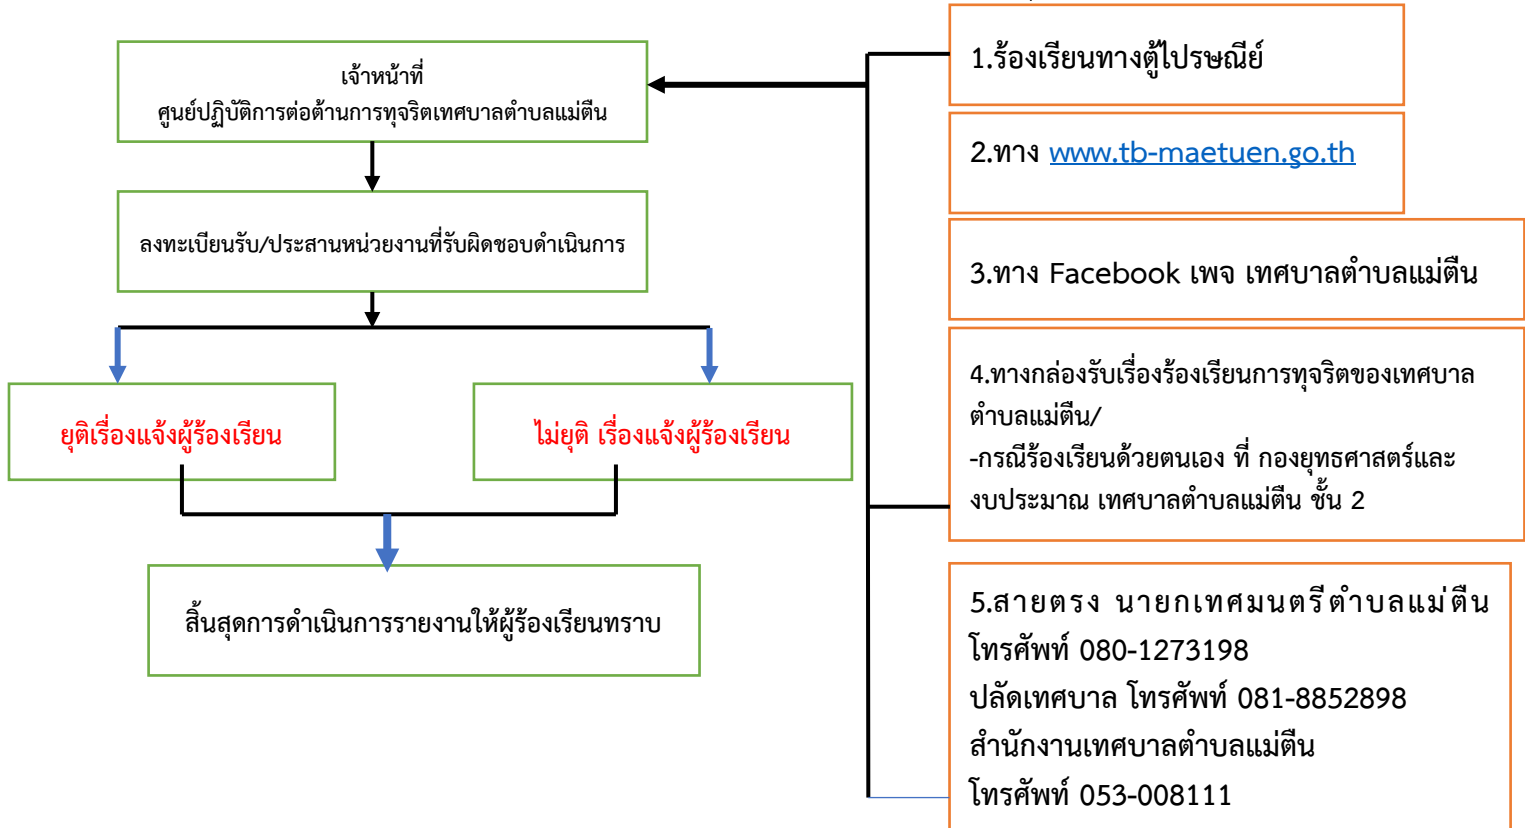 เจ้าหน้าที่
ศูนย์ปฏิบัติการต่อต้านการทุจริตเทศบาลตำบลแม่ตืน
ลงทะเบียนรับ/ประสานหน่วยงานที่รับผิดชอบดำเนินการ
ยุติเรื่องแจ้งผู้ร้องเรียน
ไม่ยุติ เรื่องแจ้งผู้ร้องเรียน
สิ้นสุดการดำเนินการรายงานให้ผู้ร้องเรียนทราบ
1.ร้องเรียนทางตู้ไปรษณีย์
2.ทาง www.tb-maetuen.go.th
3.ทาง Facebook เพจ เทศบาลตำบลแม่ตืน
4.ทางกล่องรับเรื่องร้องเรียนการทุจริตของเทศบาล
ตำบลแม่ตืน/
-กรณีร้องเรียนด้วยตนเอง ที่ กองยุทธศาสตร์และ
งบประมาณ เทศบาลตำบลแม่ตืน ชั้น 2
5.สายตรง นายกเทศมนตรีตำบลแม่ตืน
โทรศัพท์ 080-1273198
ปลัดเทศบาล โทรศัพท์ 081-8852898
สำนักงานเทศบาลตำบลแม่ตืน
โทรศัพท์ 053-008111